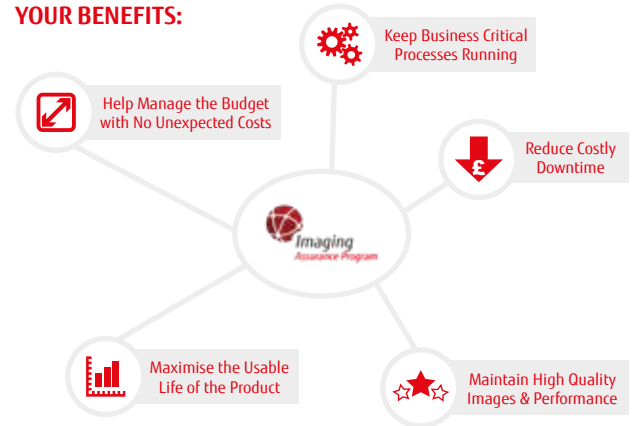 YOUR BENEFITS:
Keep Business Critical
Processes Running
Help Manage the Budget
with No Unexpected Costs
Reduce Costly
Downtime
£
Imaging
Assurance Program
Maximise the Usable
Life of the Product
Maintain High Quality
Images & Performance